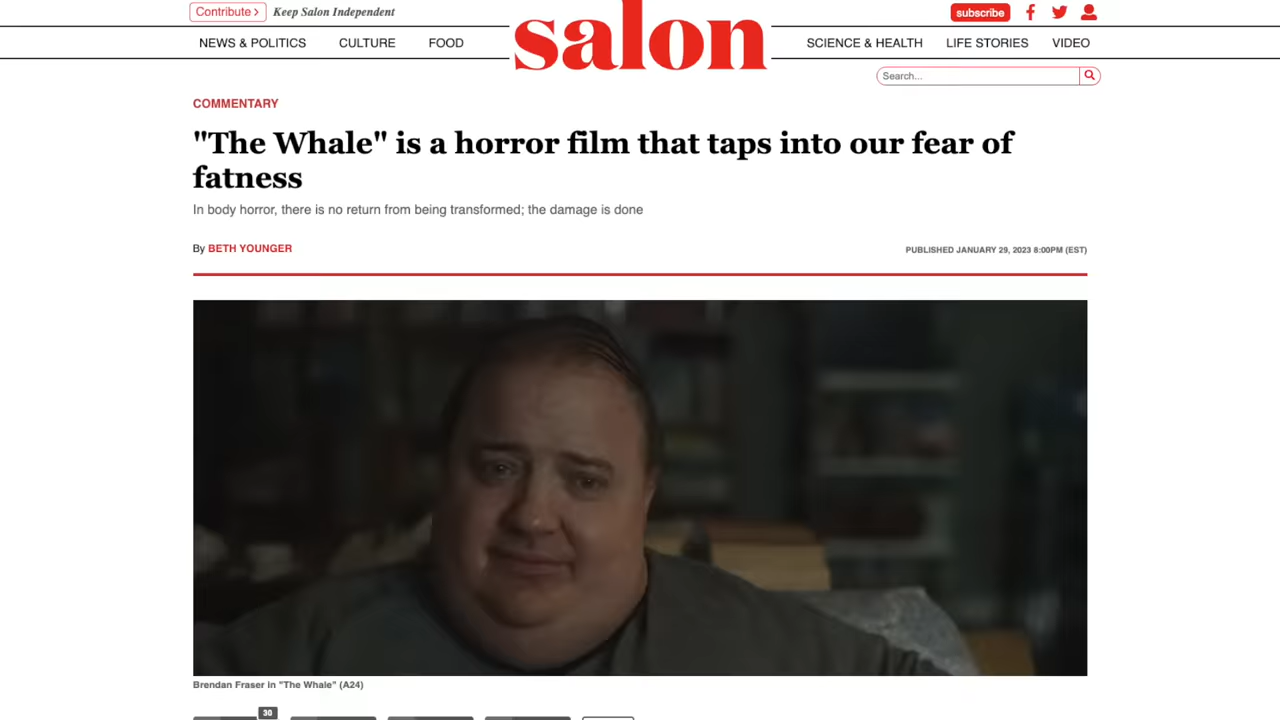 Contribute >
Keep Salon Independent
subscribe
NEWS & POLITICS
CULTURE
FOOD
salon
SCIENCE & HEALTH
LIFE STORIES
VIDEO
Search...
COMMENTARY
"The Whale" is a horror film that taps into our fear of
fatness
In body horror, there is no return from being transformed; the damage is done
By BETH YOUNGER
PUBLISHED JANUARY 29, 2023 8:00PM (EST)
Brendan Fraser in "The Whale" (A24)
30